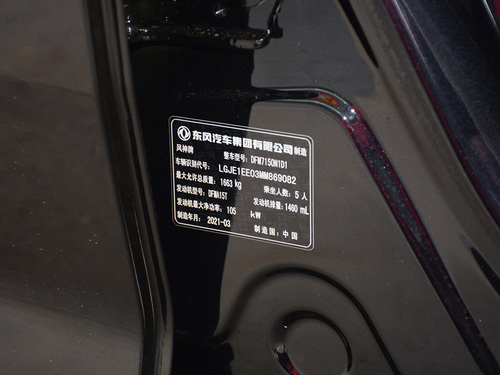 东风汽车集团有限公司 制造
风神牌 整车型号: DFM7150N1D1
车辆识别代号: LGJE1EE03MM869082
最大允许总质量: 1663 kg 乘坐人数: 5 人
发动机型号: DFMA15T 发动机排量: 1460 mL
发动机最大净功率: 105 kW
制造年月: 2021-03 制造国: 中国